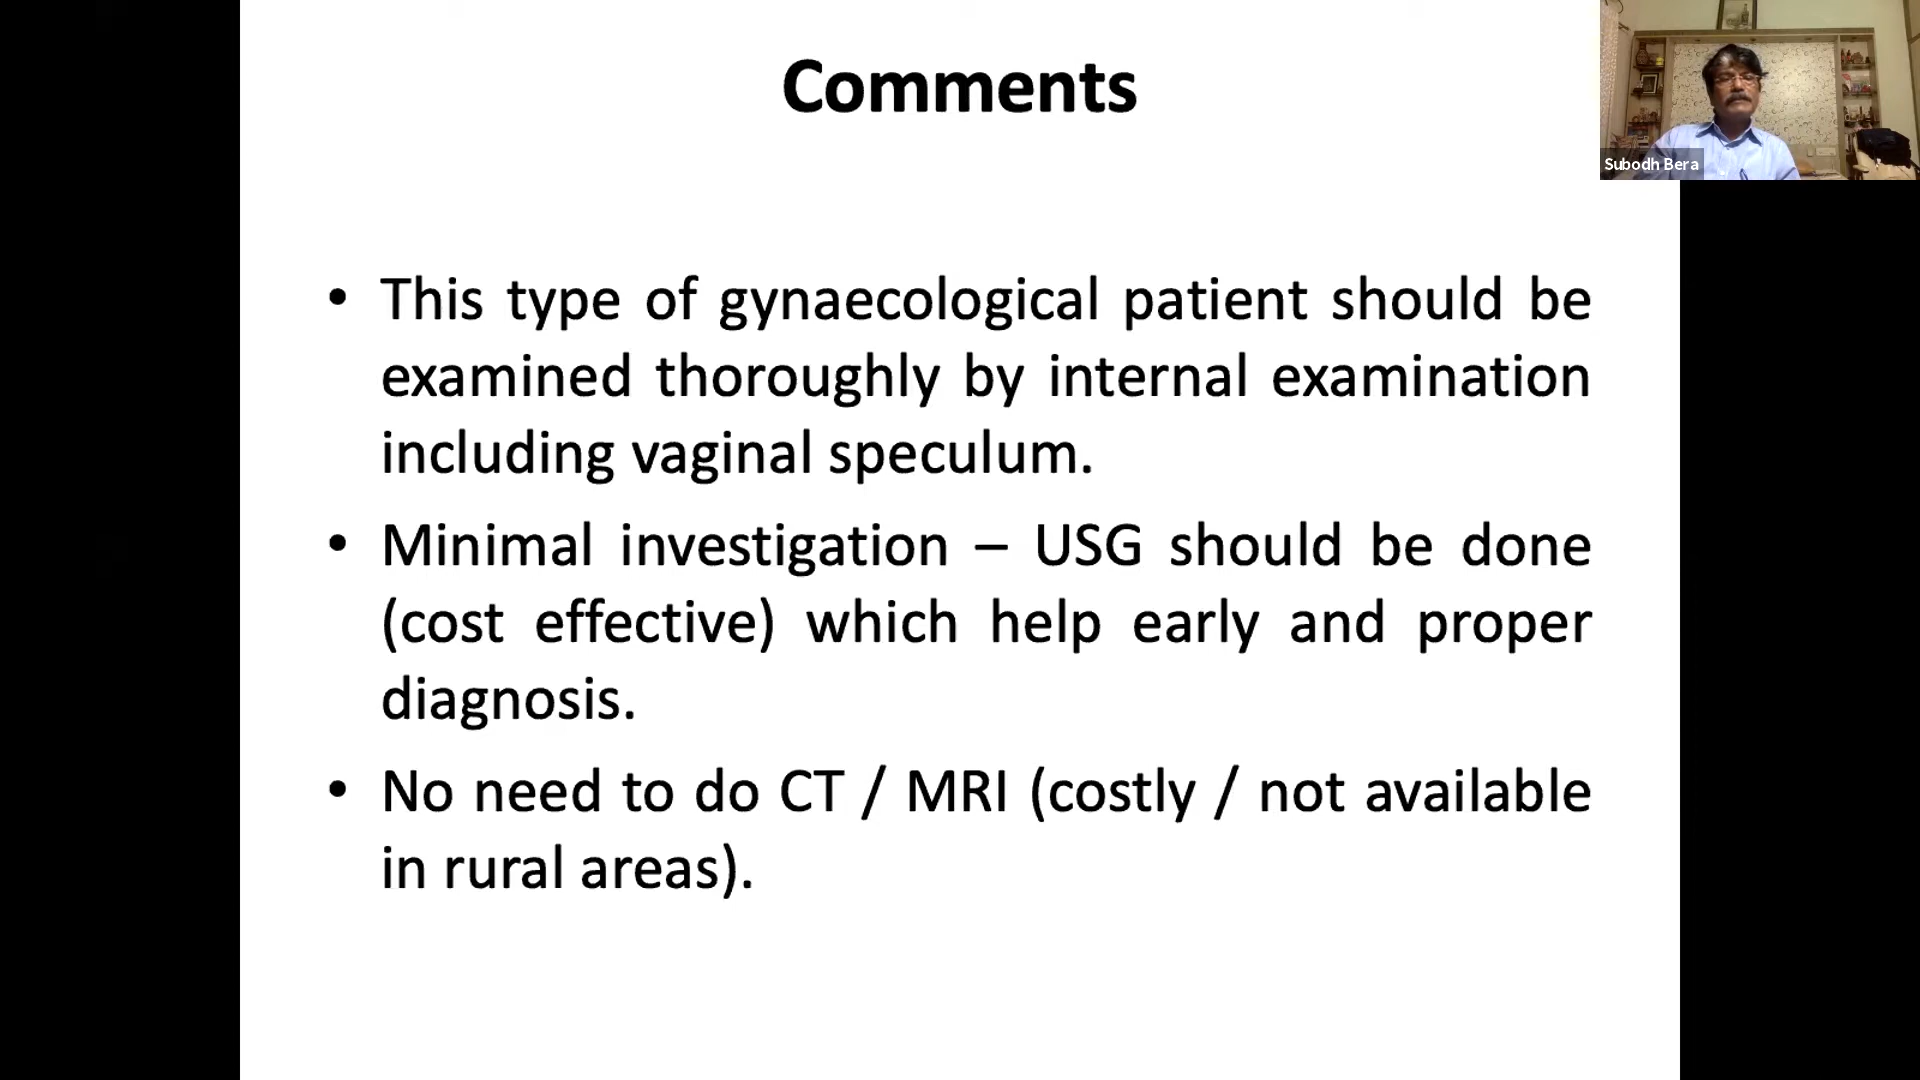 Comments
Subodh Bera
• This type of gynaecological patient should be
examined thoroughly by internal examination
including vaginal speculum.
• Minimal investigation – USG should be done
(cost effective) which help early and proper
diagnosis.
• No need to do CT / MRI (costly / not available
in rural areas).